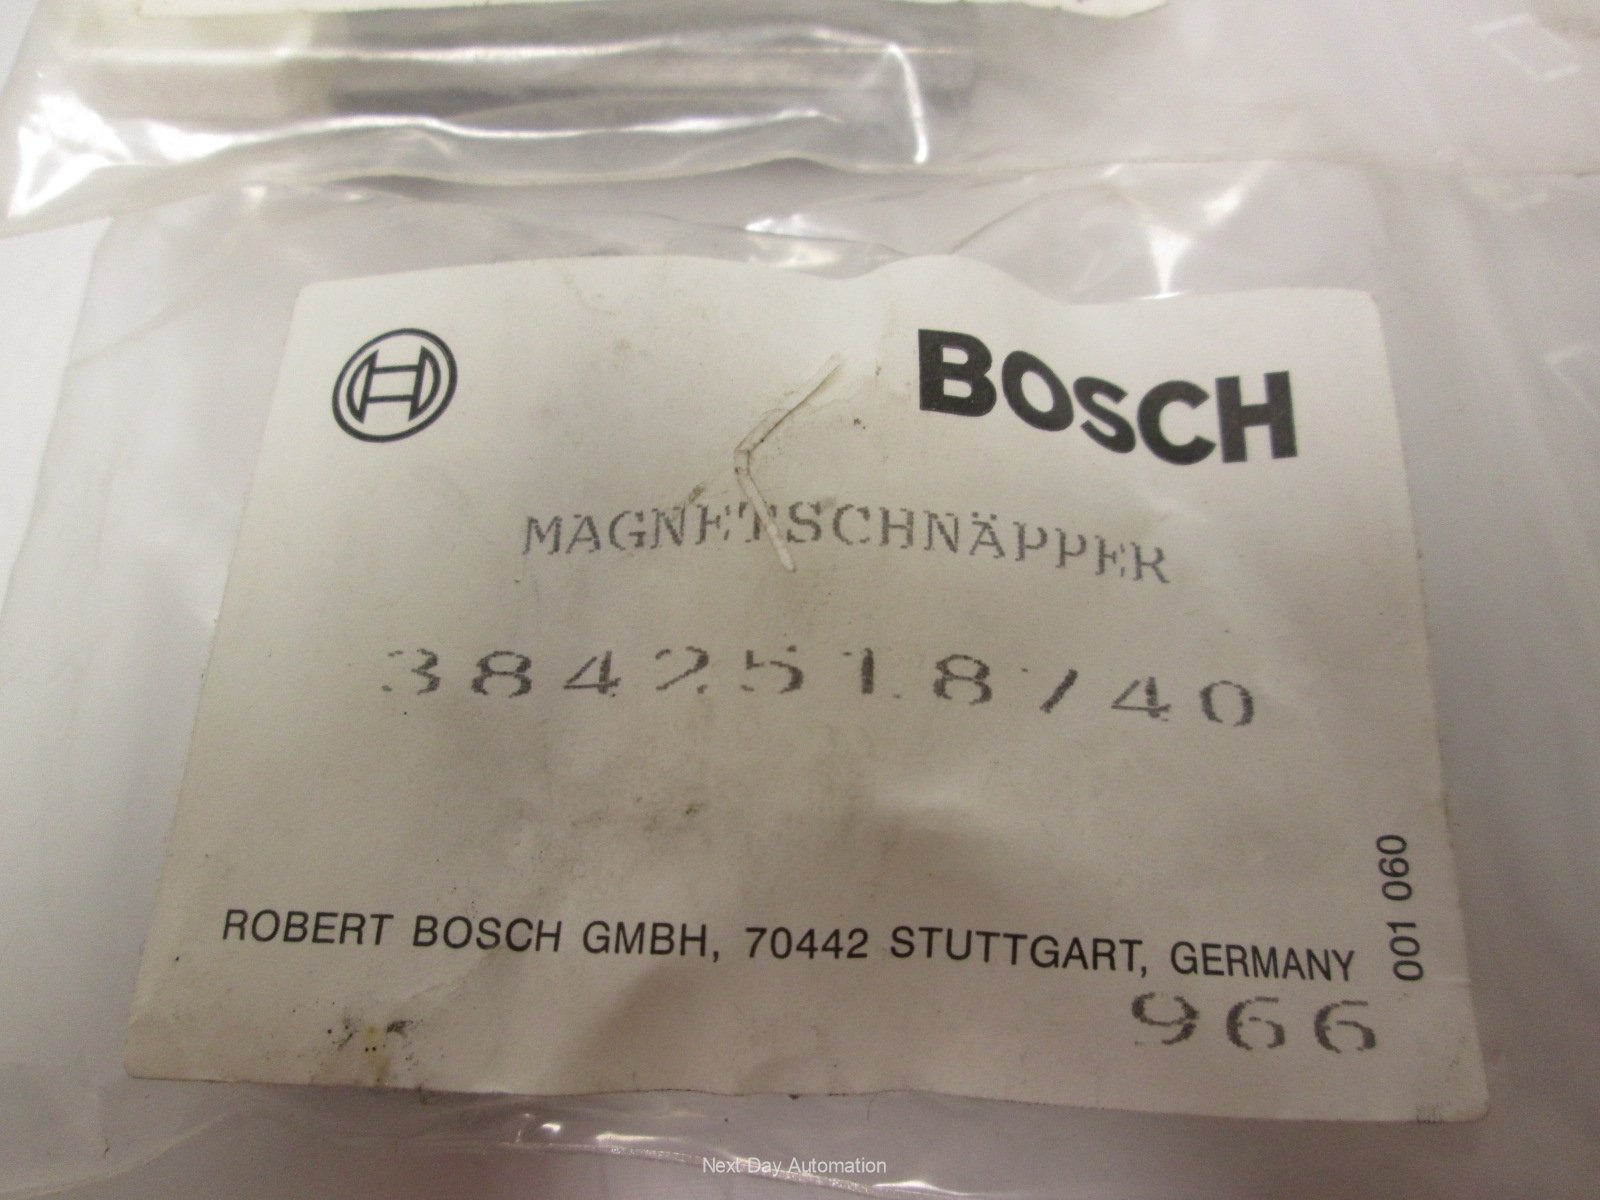 BOSCH
MAGNETSCHNÄPPER
3842518740
001 060
ROBERT BOSCH GMBH, 70442 STUTTGART, GERMANY
966
Next Day Automation